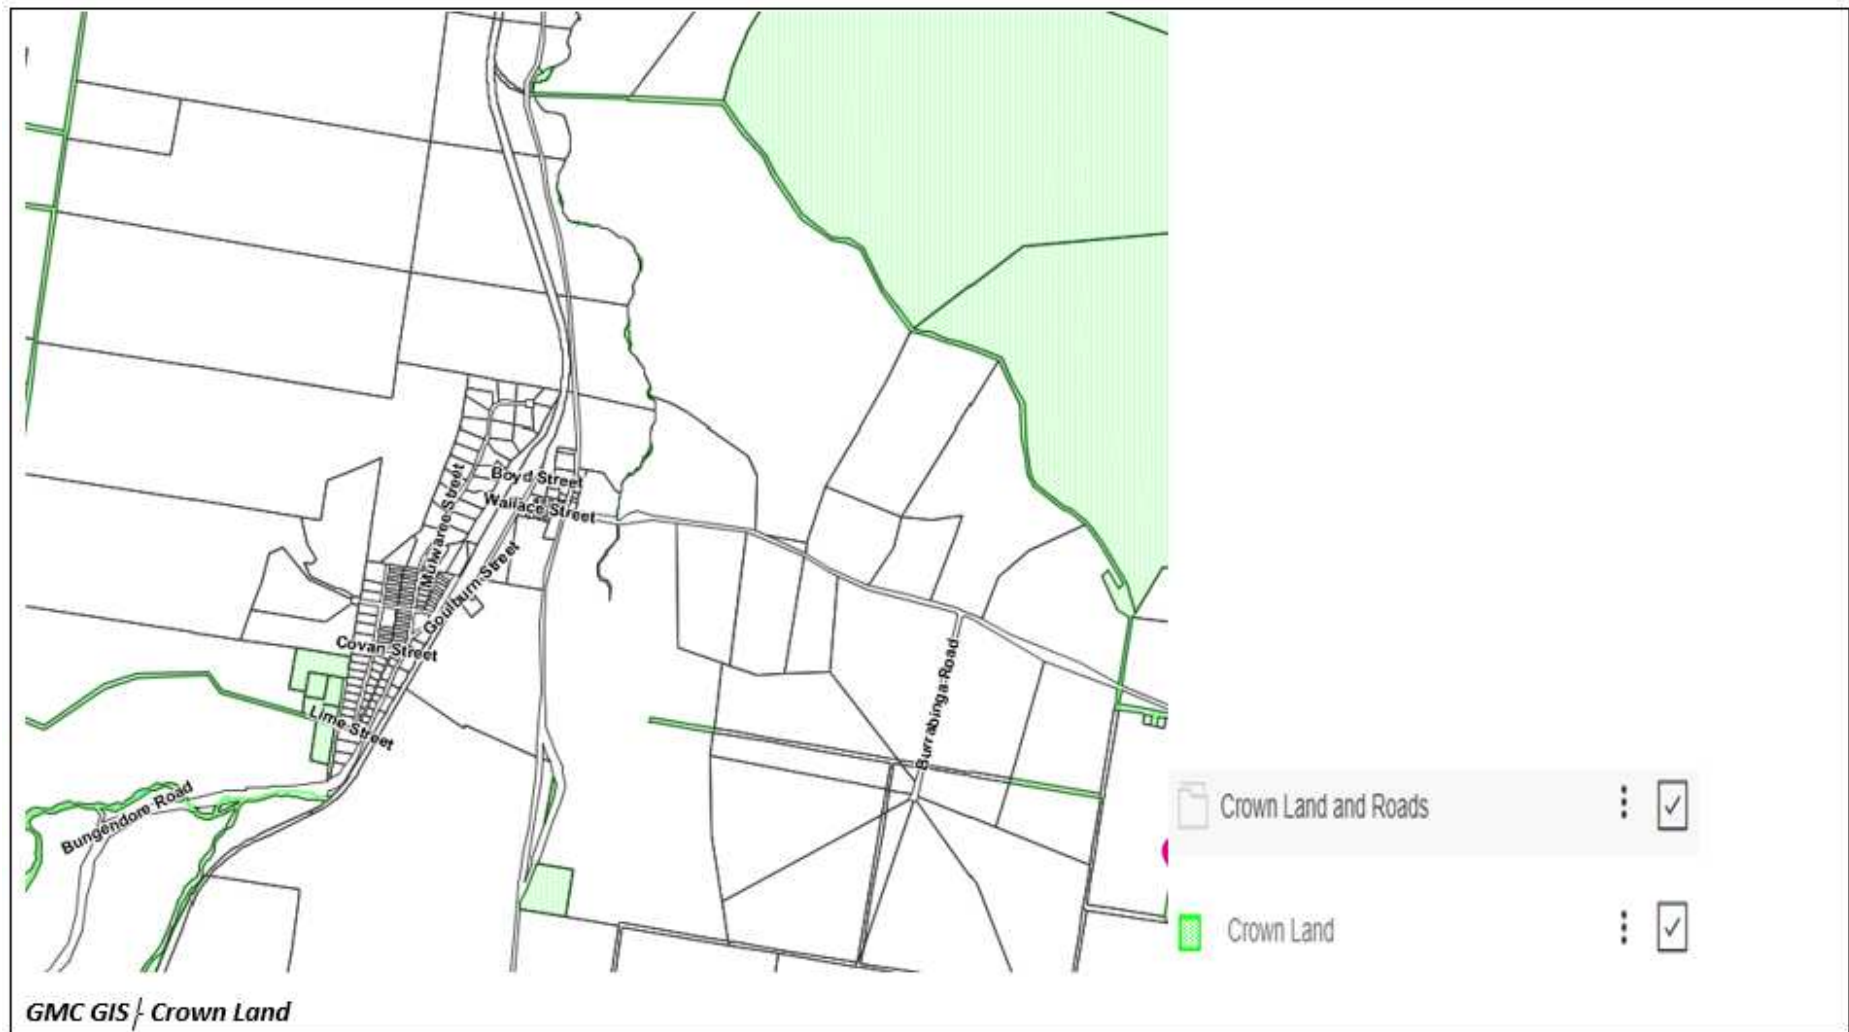 Boyd Street
Wallace Street
Mulwaree Street
Goulburn Street
Covan Street
Lime Street
Burrabinga Road
Bungendore Road
Crown Land and Roads
Crown Land
GMC GIS - Crown Land